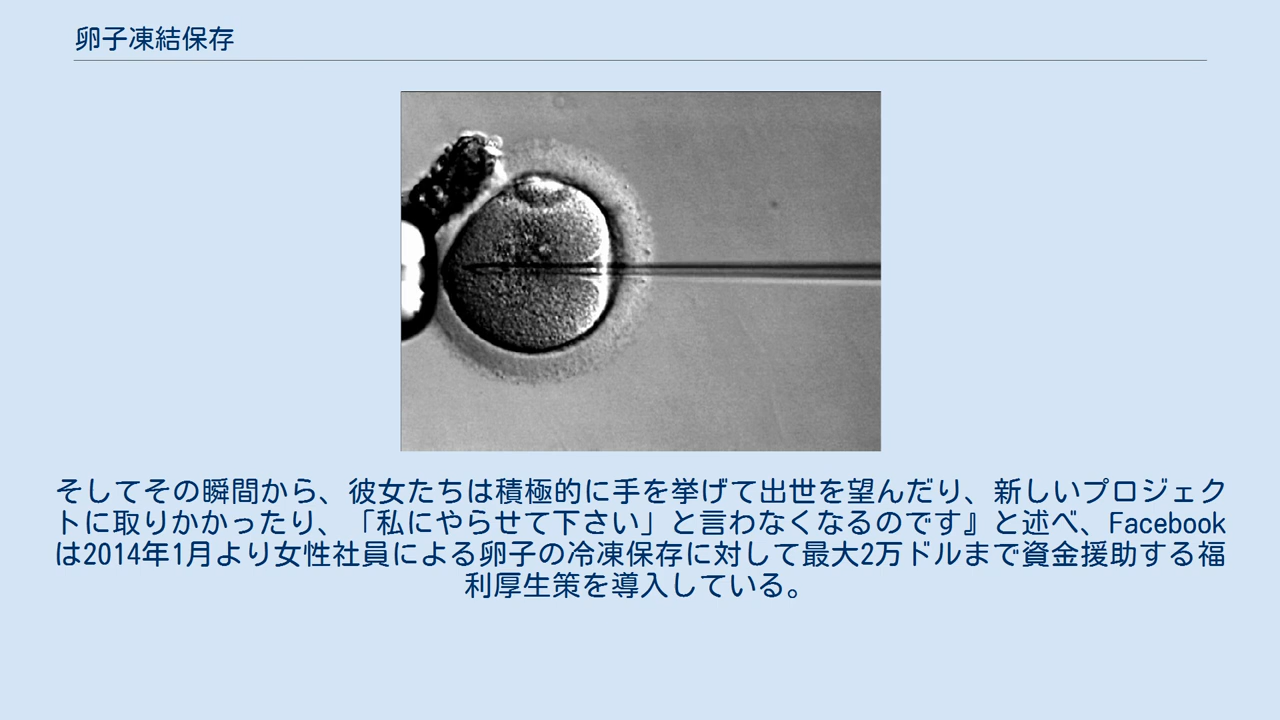 卵子凍結保存
そしてその瞬間から、彼女たちは積極的に手を挙げて出世を望んだり、新しいプロジェク
トに取りかかったり、「私にやらせて下さい」と言わなくなるのです』と述べ、Facebook
は2014年1月より女性社員による卵子の冷凍保存に対して最大2万ドルまで資金援助する福
利厚生策を導入している。